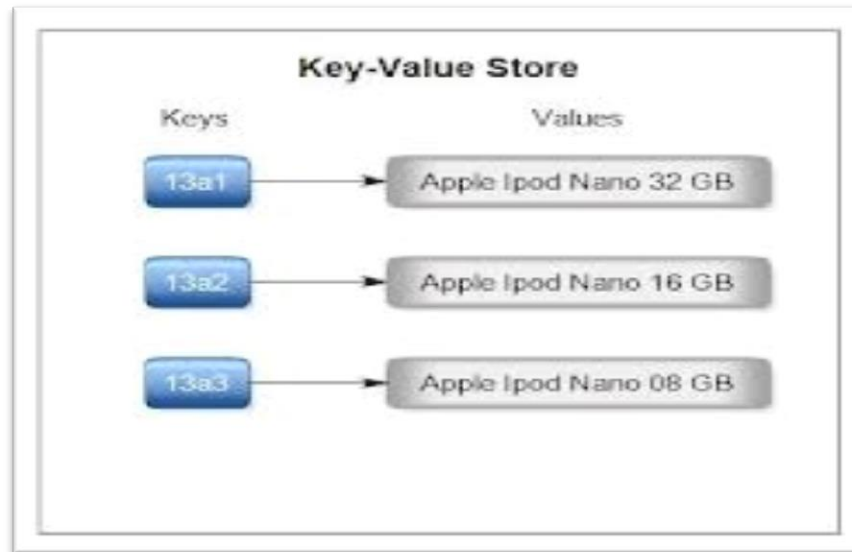 Key-Value Store
Keys Values
13a1 Apple Ipod Nano 32 GB
13a2 Apple Ipod Nano 16 GB
13a3 Apple Ipod Nano 08 GB